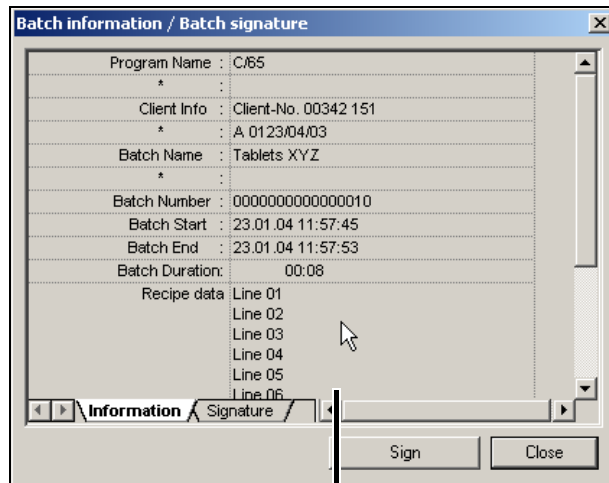 Batch information / Batch signature
Program Name : C/65
* :
Client Info : Client-No. 00342 151
* : A 0123/04/03
Batch Name : Tablets XYZ
* :
Batch Number : 0000000000000010
Batch Start : 23.01.04 11:57:45
Batch End : 23.01.04 11:57:53
Batch Duration: 00:08
Recipe data Line 01
Line 02
Line 03
Line 04
Line 05
Line 06
Information Signature
Sign Close